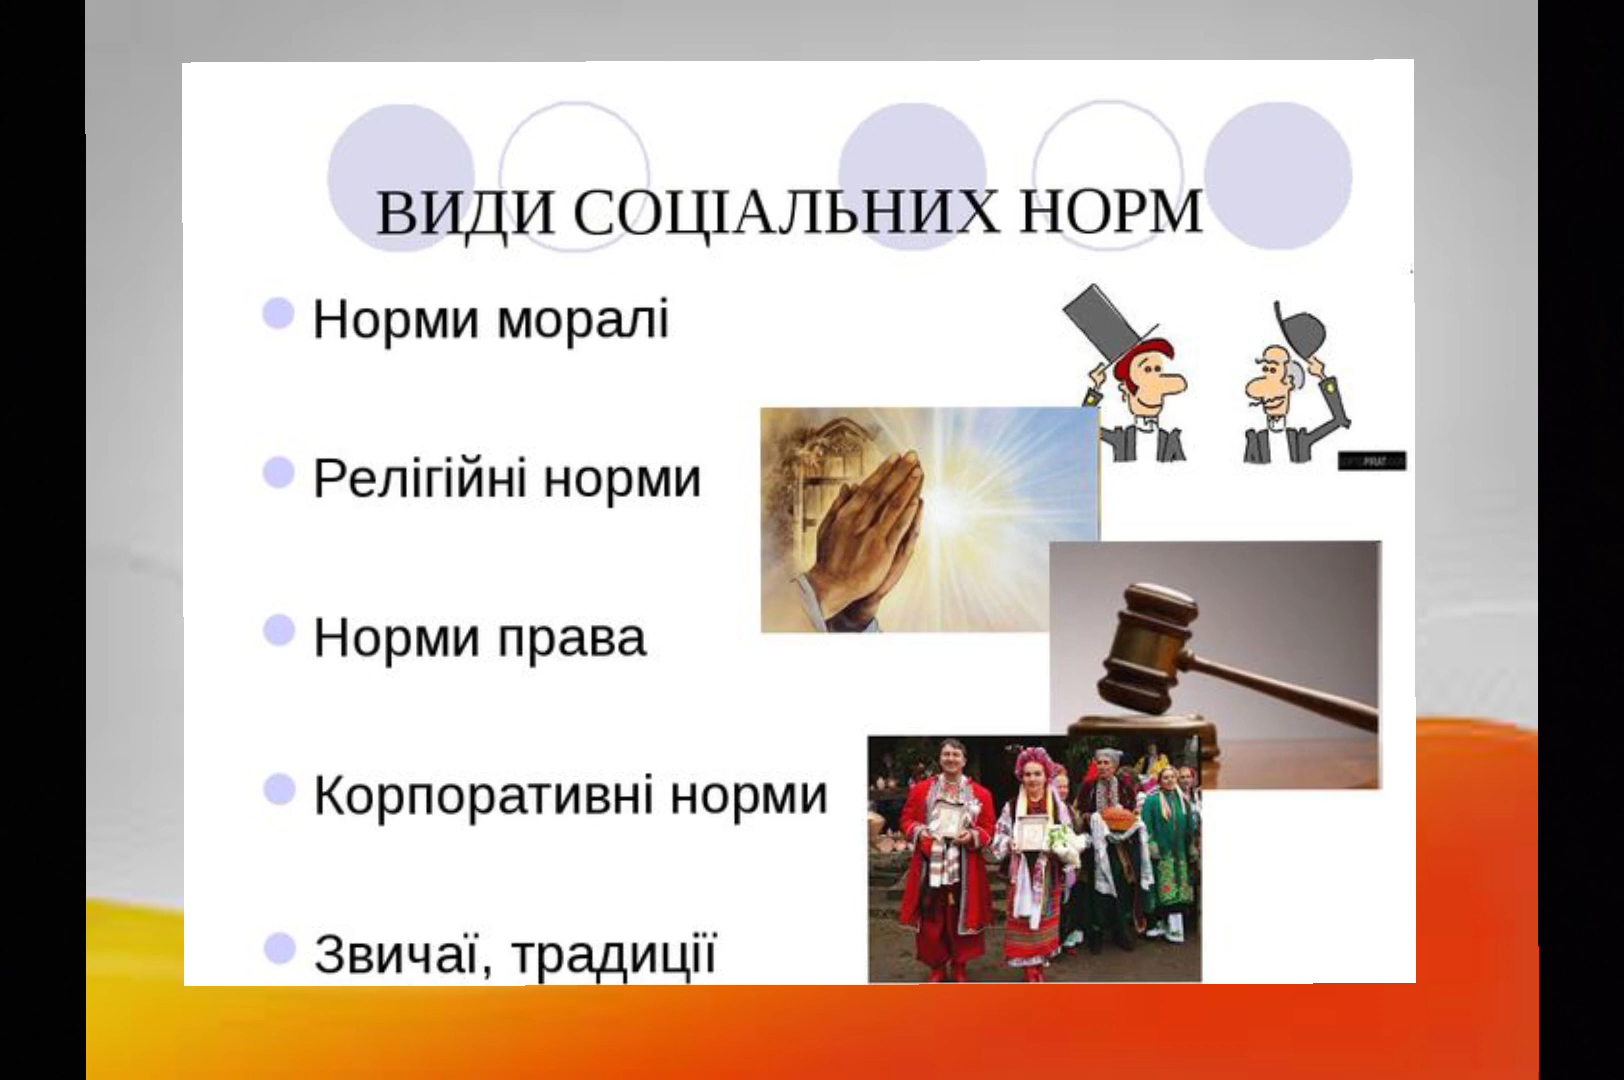 ВИДИ СОЦІАЛЬНИХ НОРМ
Норми моралі
Релігійні норми
Норми права
Корпоративні норми
Звичаї, традиції